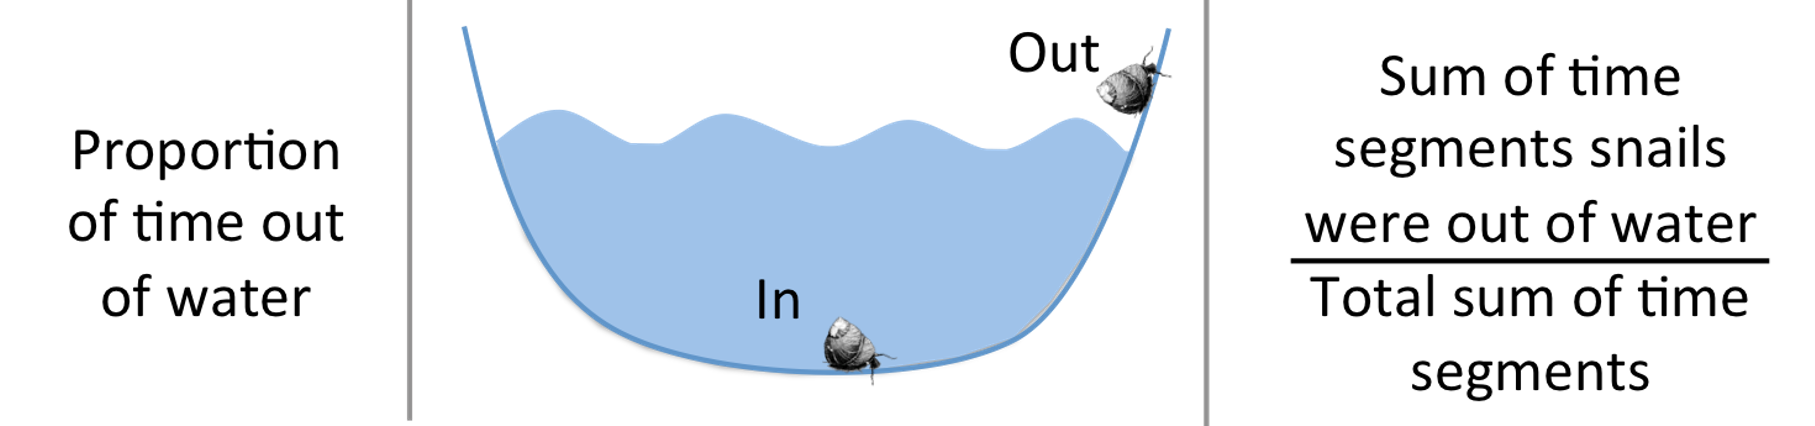 Proportion
of time out
of water
Out
In
Sum of time
segments snails
were out of water
Total sum of time
segments